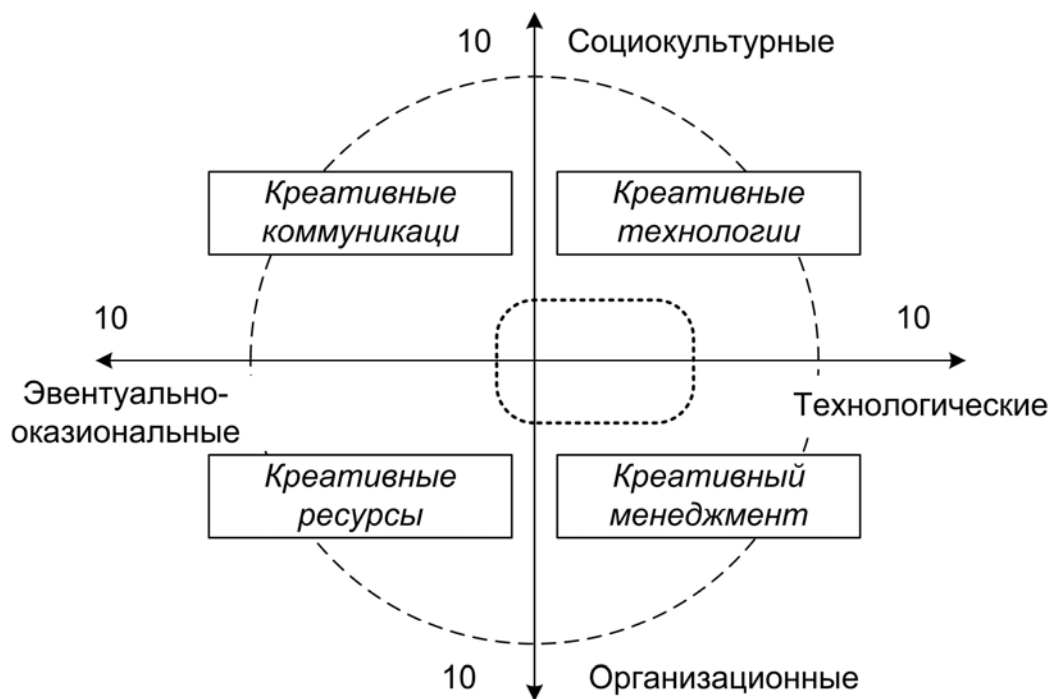 10 Социокультурные
Креативные
коммуникаци
Креативные
технологии
10
10
Эвентуально-
оказиональные
Технологические
Креативные
ресурсы
Креативный
менеджмент
10 Организационные